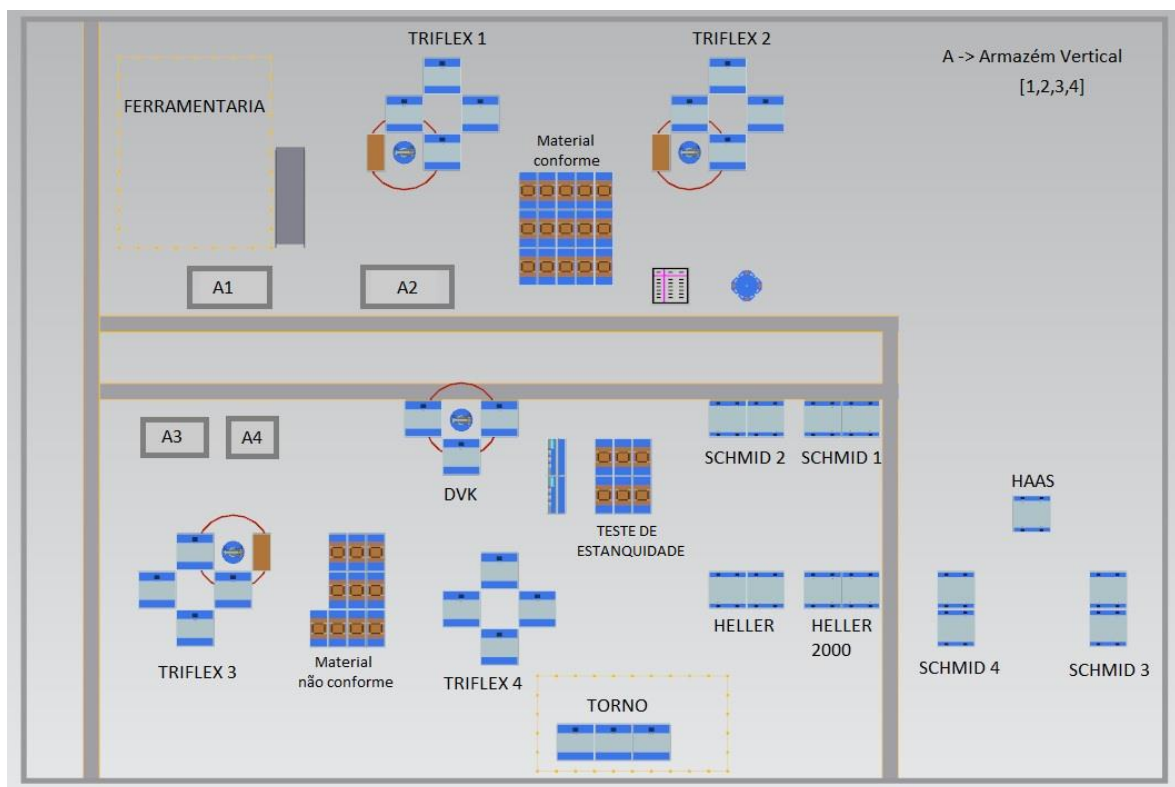 TRIFLEX 1
TRIFLEX 2
A -> Armazém Vertical
[1,2,3,4]
FERRAMENTARIA
Material
conforme
A1
A2
A3
A4
DVK
SCHMID 2
SCHMID 1
HAAS
TESTE DE
ESTANQUIDADE
TRIFLEX 3
Material
não conforme
TRIFLEX 4
HELLER
HELLER
2000
SCHMID 4
SCHMID 3
TORNO